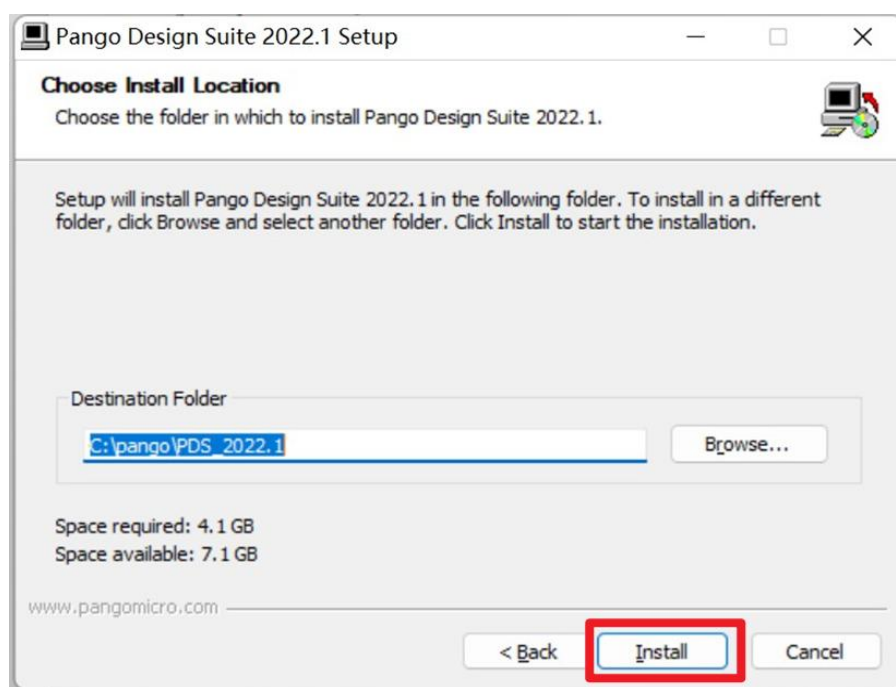 Pango Design Suite 2022.1 Setup
Choose Install Location
Choose the folder in which to install Pango Design Suite 2022.1.
Setup will install Pango Design Suite 2022.1 in the following folder. To install in a different
folder, click Browse and select another folder. Click Install to start the installation.
Destination Folder
C:\pango\PDS_2022.1
Browse...
Space required: 4.1 GB
Space available: 7.1 GB
www.pangomicro.com
< Back
Install
Cancel